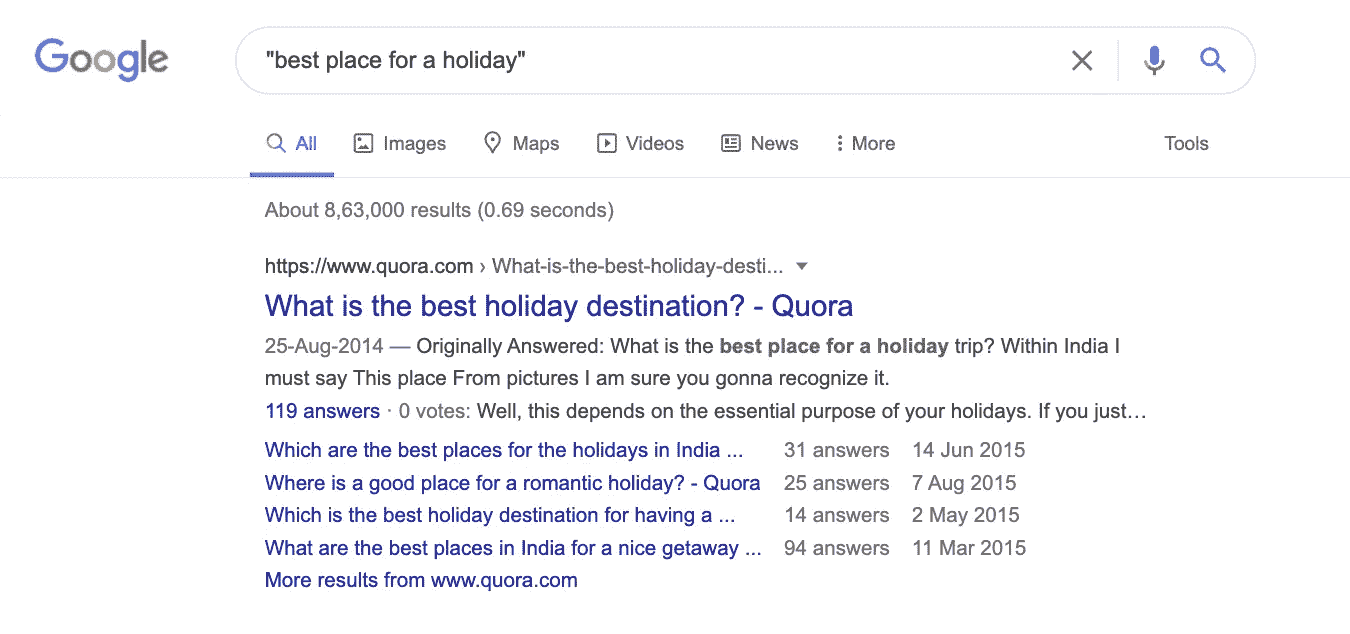 Google
"best place for a holiday"
All Images Maps Videos News More Tools
About 8,63,000 results (0.69 seconds)
https://www.quora.com › What-is-the-best-holiday-desti...
What is the best holiday destination? - Quora
25-Aug-2014 — Originally Answered: What is the best place for a holiday trip? Within India I
must say This place From pictures I am sure you gonna recognize it.
119 answers · 0 votes: Well, this depends on the essential purpose of your holidays. If you just…
Which are the best places for the holidays in India ... 31 answers 14 Jun 2015
Where is a good place for a romantic holiday? - Quora 25 answers 7 Aug 2015
Which is the best holiday destination for having a ... 14 answers 2 May 2015
What are the best places in India for a nice getaway ... 94 answers 11 Mar 2015
More results from www.quora.com